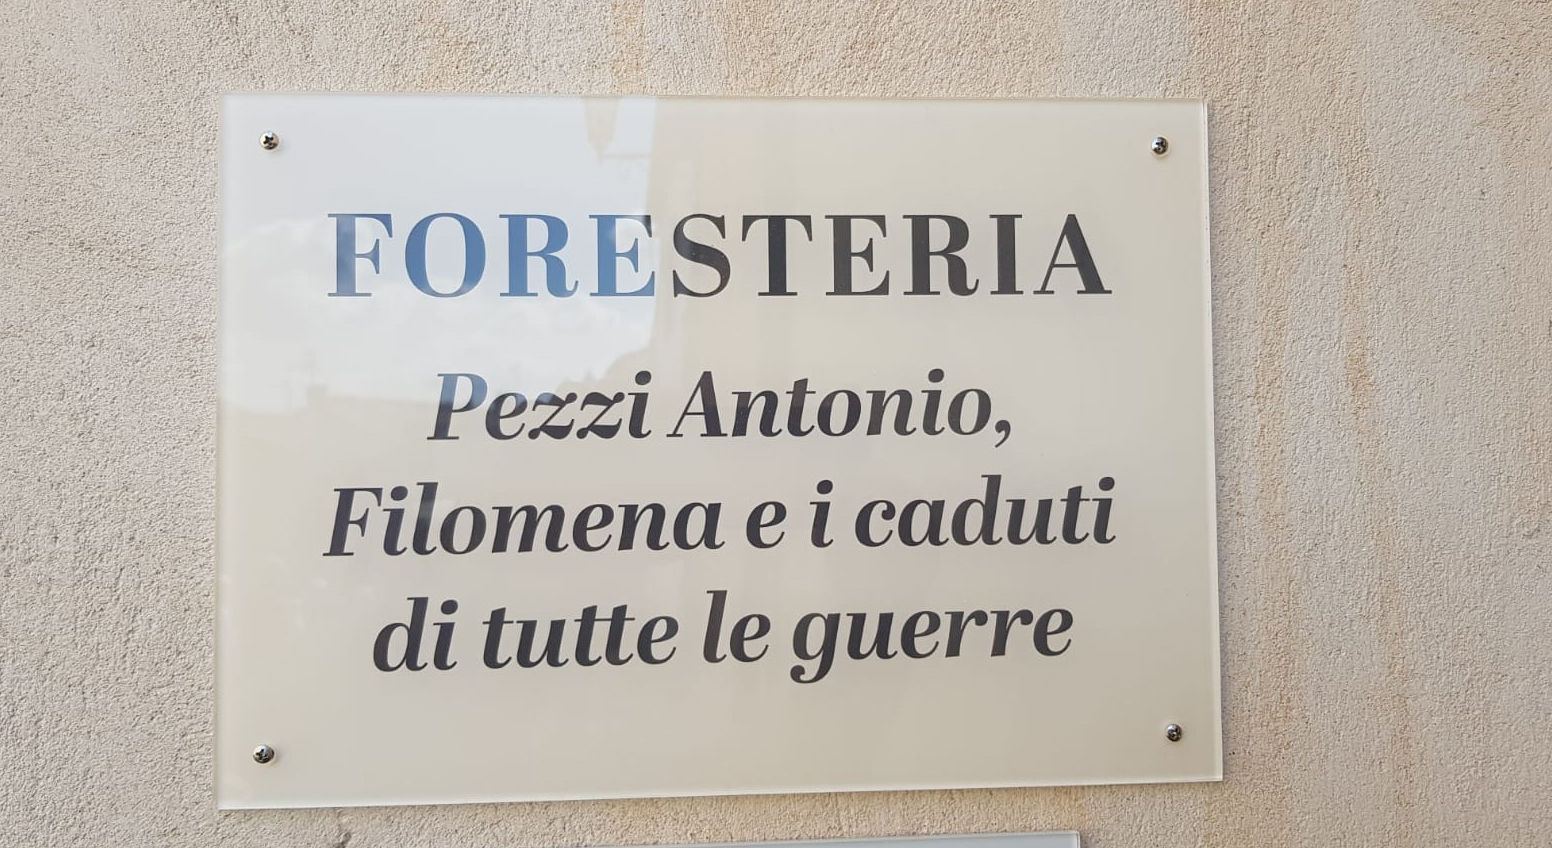 FORESTERIA
Pezzi Antonio,
Filomena e i caduti
di tutte le guerre